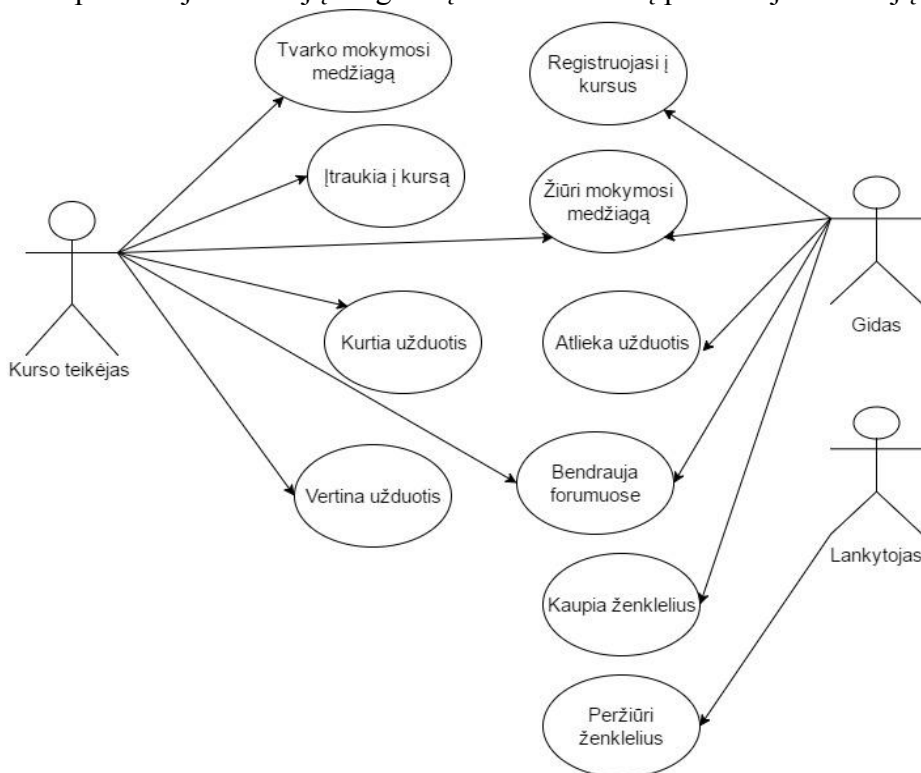 Tvarko mokymosi
medžiagą
Registruojasi į
kursus
Įtraukia į kursą
Žiūri mokymosi
medžiagą
Kurso teikėjas
Kurtia užduotis
Atlieka užduotis
Gidas
Vertina užduotis
Bendrauja
forumuose
Lankytojas
Kaupia ženklelius
Peržiūri
ženklelius